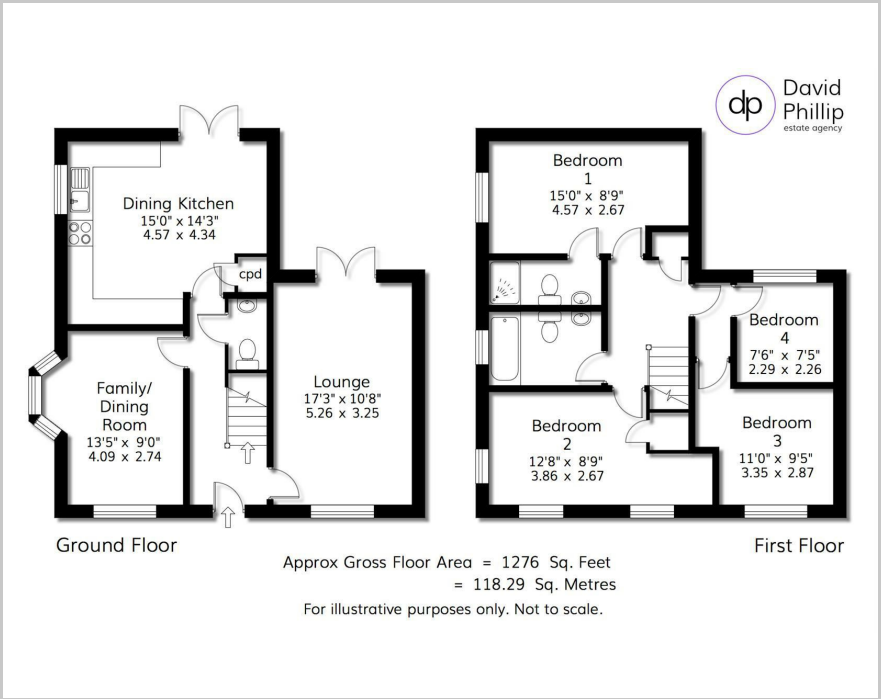 dp
David
Phillip
estate agency
Dining Kitchen
15'0" x 14'3"
4.57 x 4.34
cpd
Family/
Dining
Room
13'5" x 9'0"
4.09 x 2.74
Lounge
17'3" x 10'8"
5.26 x 3.25
Ground Floor
Bedroom
1
15'0" x 8'9"
4.57 x 2.67
Bedroom
4
7'6" x 7'5"
2.29 x 2.26
Bedroom
2
12'8" x 8'9"
3.86 x 2.67
Bedroom
3
11'0" x 9'5"
3.35 x 2.87
First Floor
Approx Gross Floor Area = 1276 Sq. Feet
= 118.29 Sq. Metres
For illustrative purposes only. Not to scale.